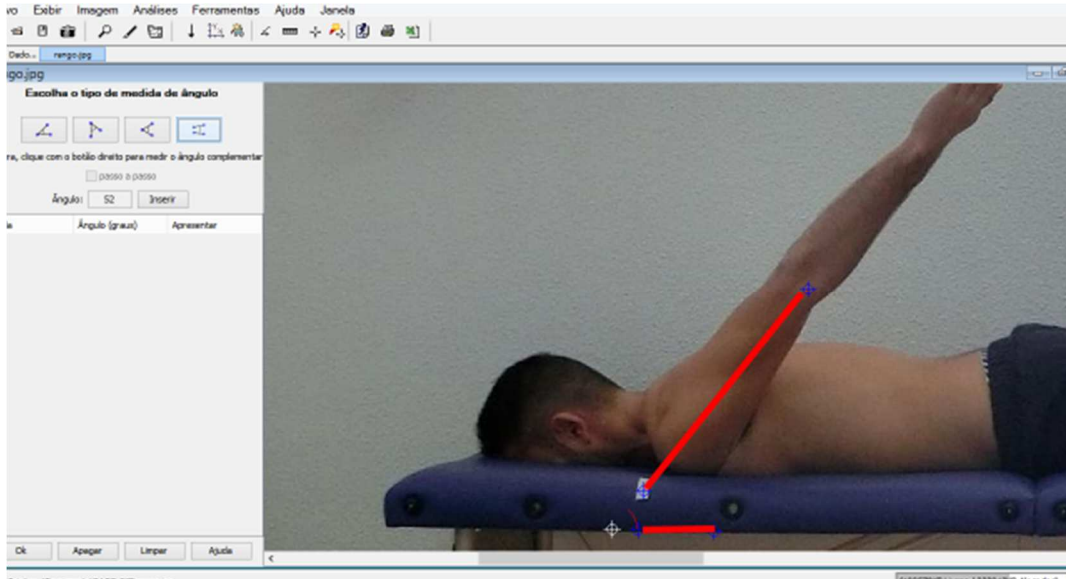 vo Exibir Imagem Análises Ferramentas Ajuda Janela
Dado... rango.jpg
go.jpg
Escolha o tipo de medida de ângulo
ra, clique com o botão direito para medir o ângulo complementar
passo a passo
Ângulo: 52 Inserir
Ângulo (graus) Apresentar
Ok Apagar Limpar Ajuda